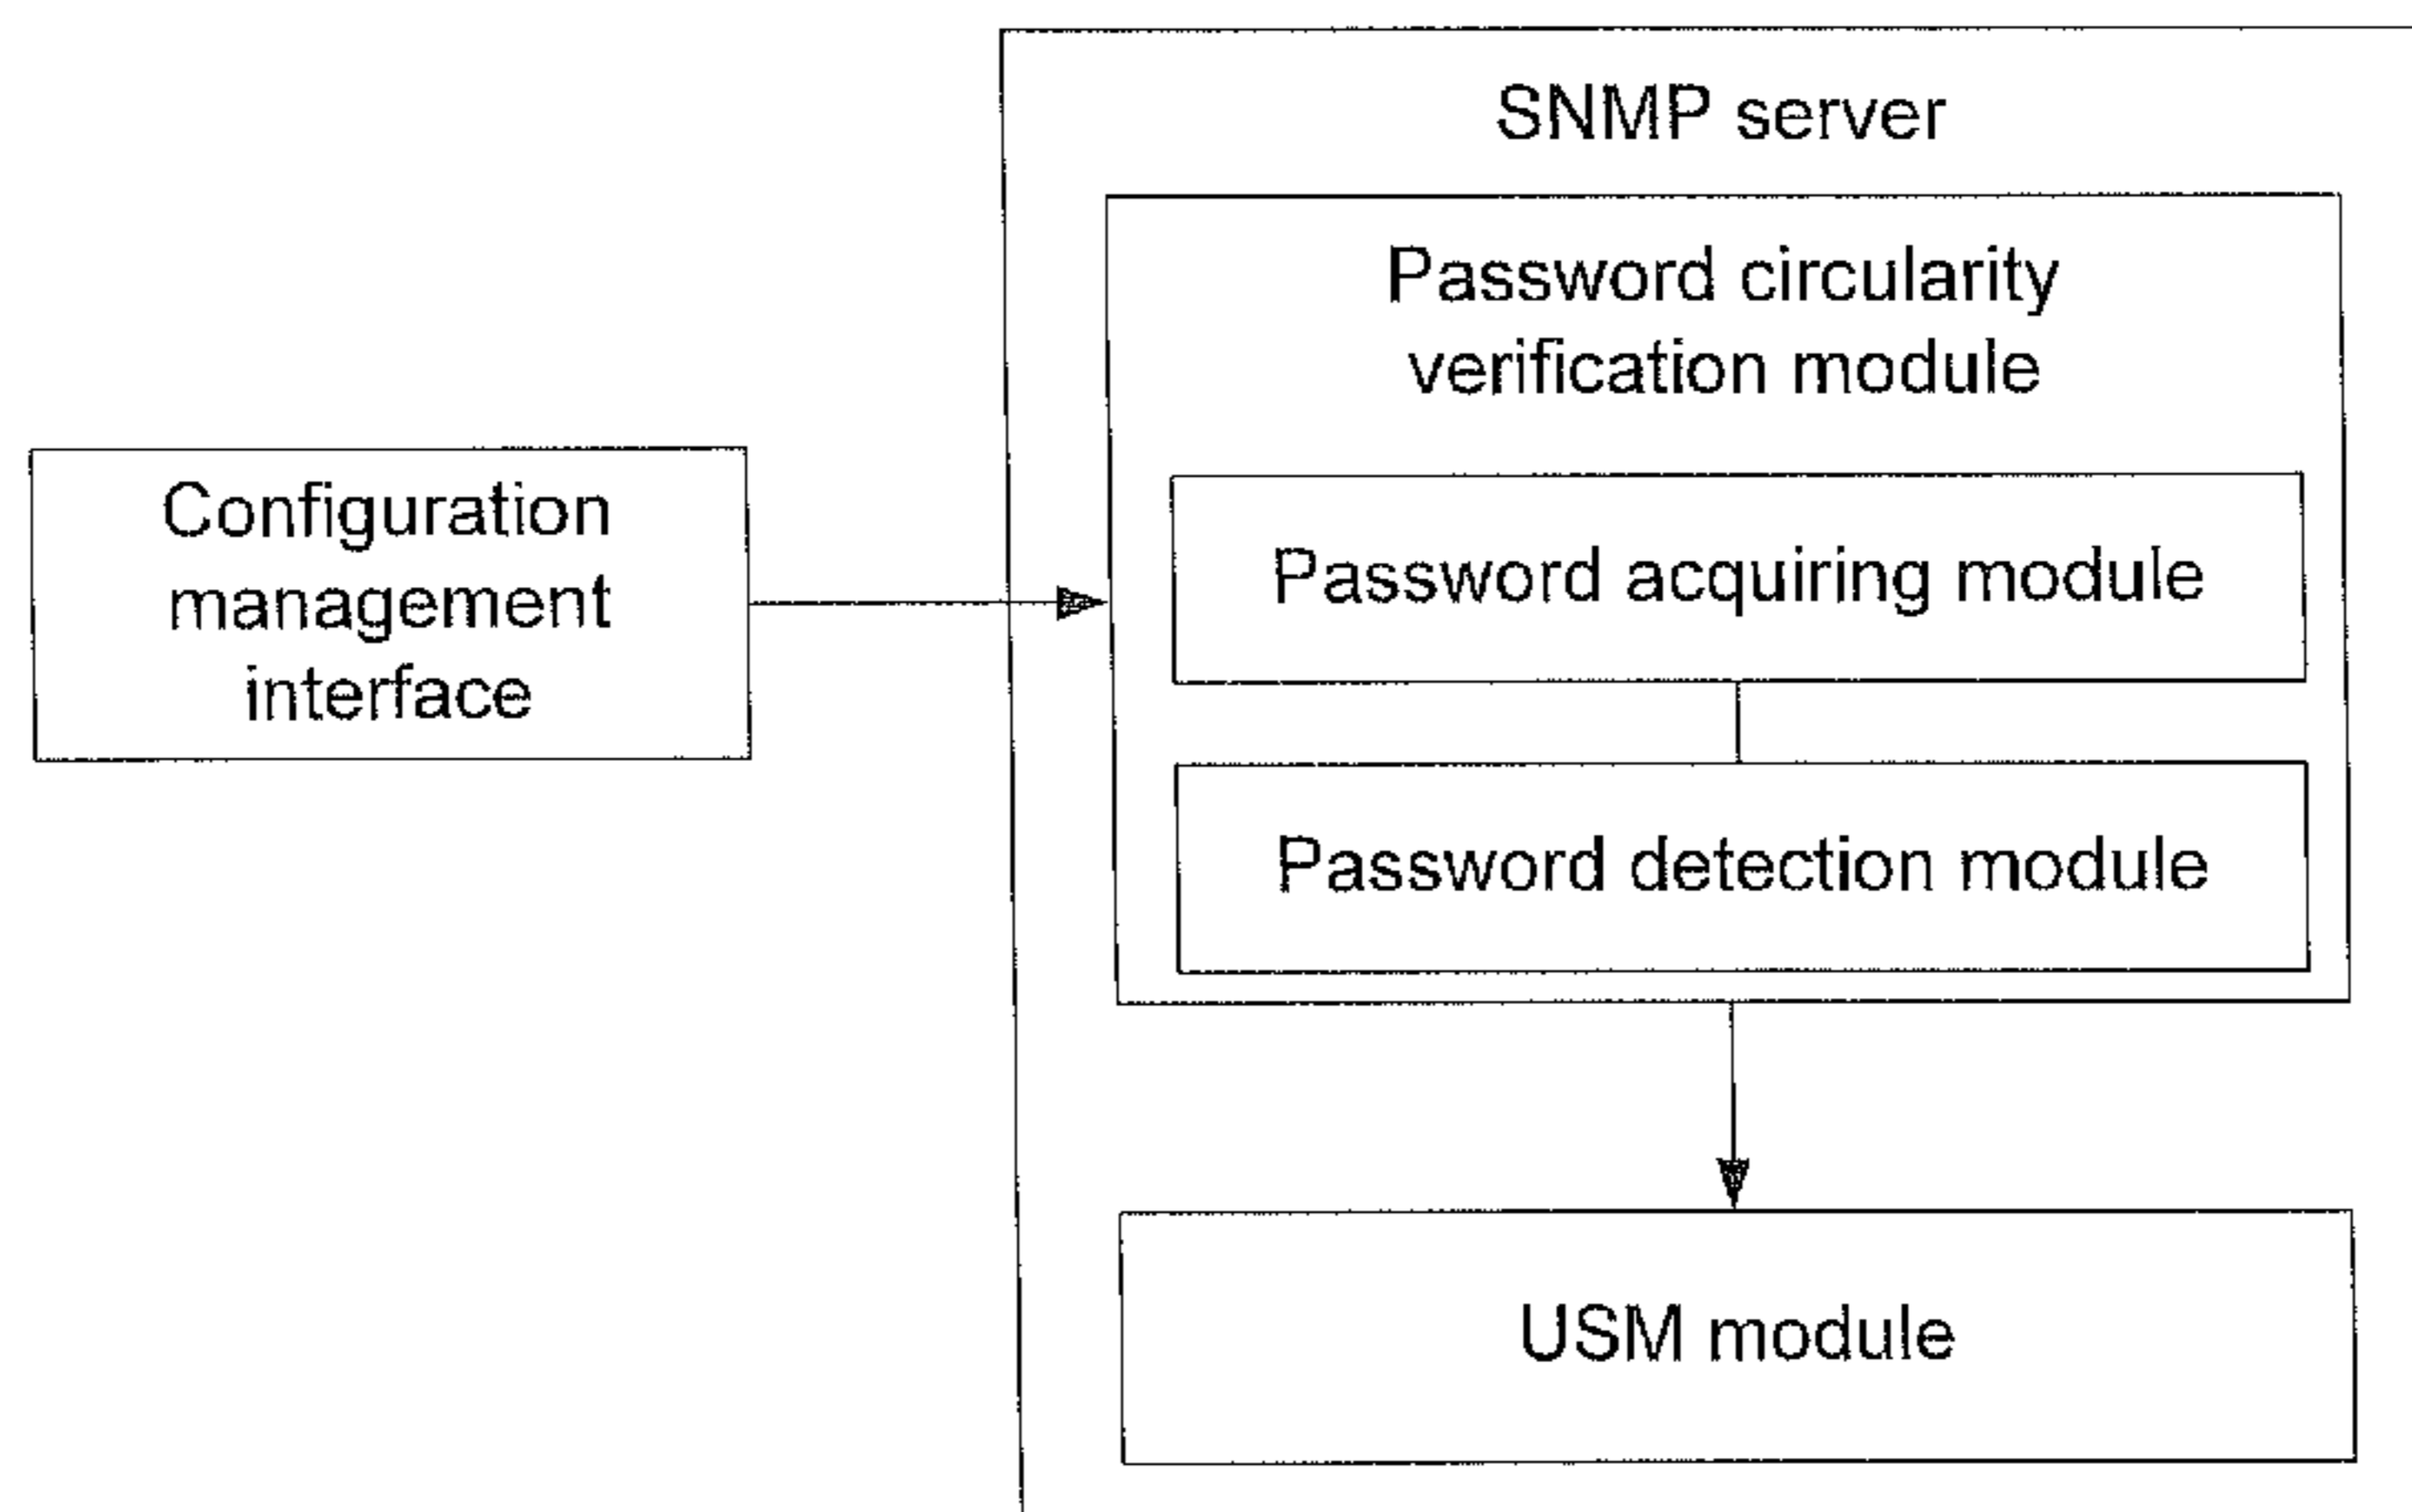 SNMP server
Password circularity
verification module
Configuration
management
interface
Password acquiring module
Password detection module
USM module